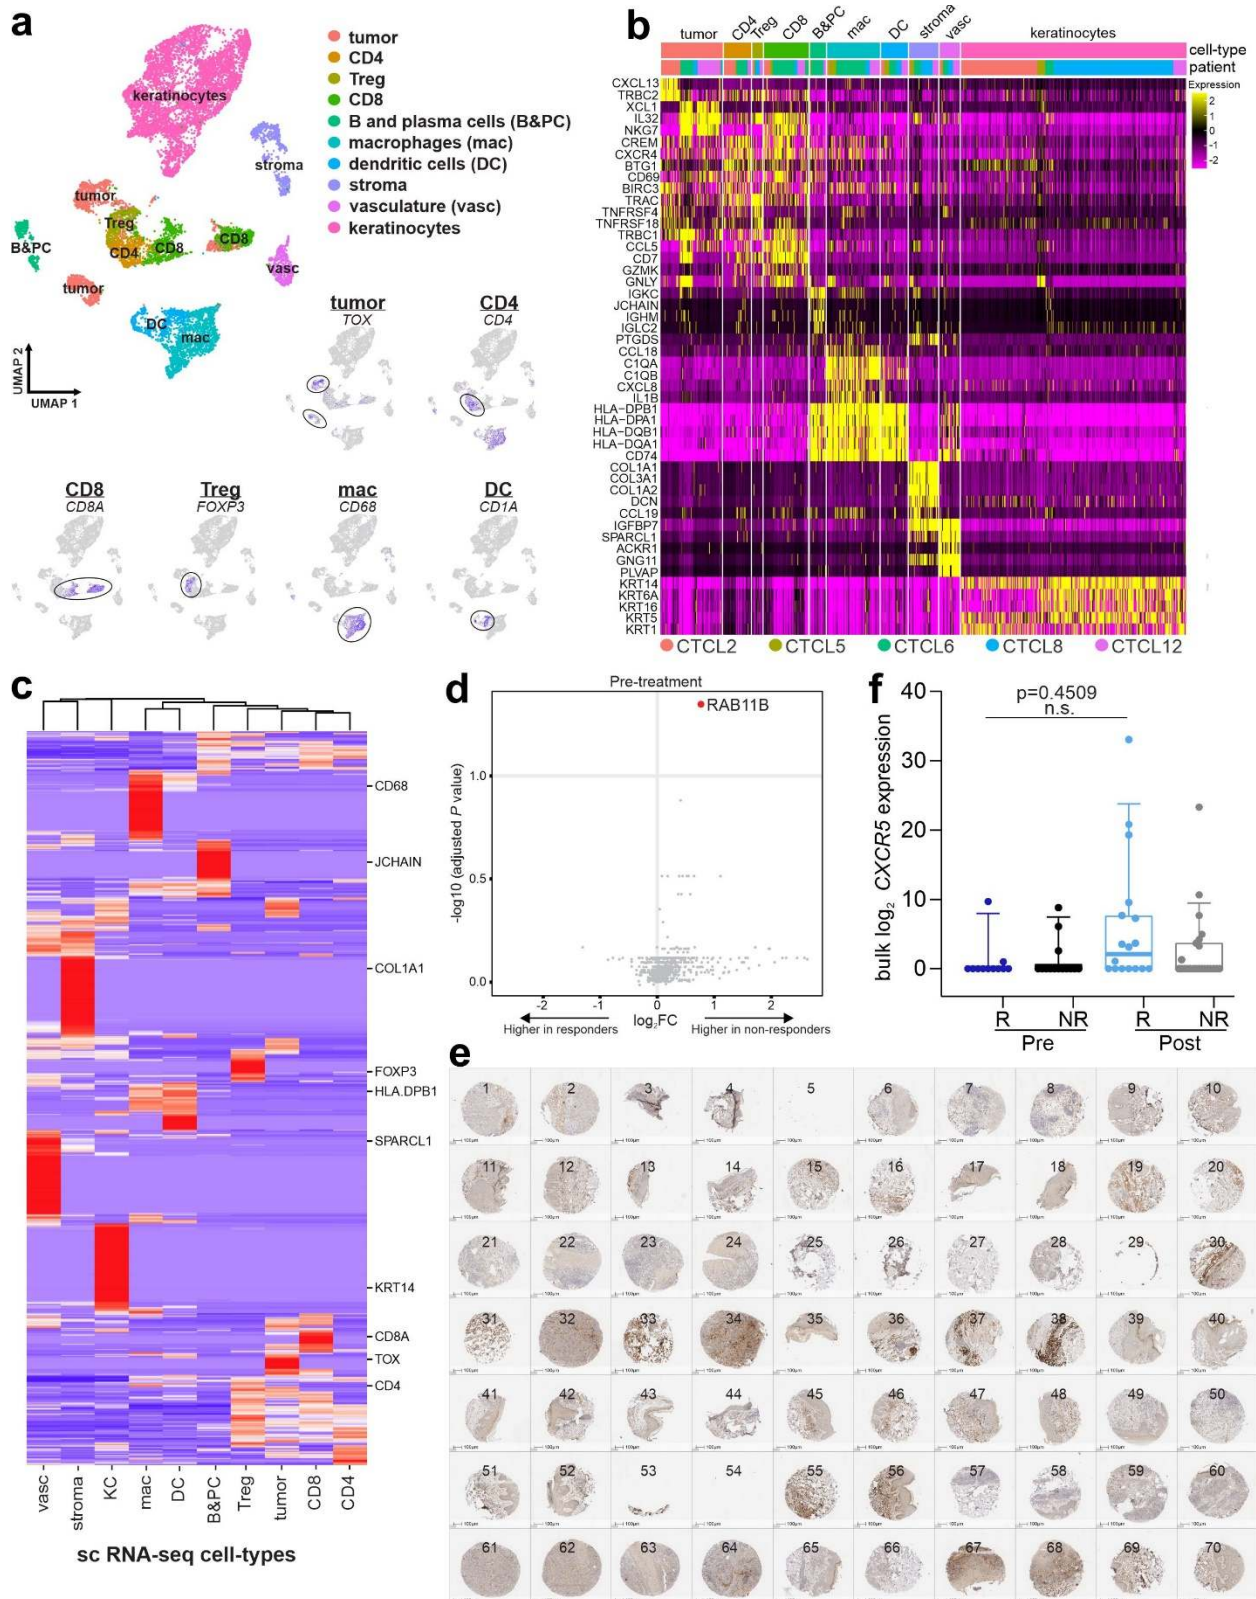 a
keratinocytes
stroma
tumor
Treg
CD4
CD8
CD8
B&PC
vasc
tumor
DC
mac
UMAP 2
UMAP 1
tumor
CD4
Treg
CD8
B and plasma cells (B&PC)
macrophages (mac)
dendritic cells (DC)
stroma
vasculature (vasc)
keratinocytes
tumor
TOX
CD4
CD4
CD8
CD8A
Treg
FOXP3
mac
CD68
DC
CD1A
b
tumor
CD4
Treg
CD8
B&PC
mac
DC
stroma
vasc
keratinocytes
cell-type
patient
Expression
2
1
0
-1
-2
CXCL13
TRBC2
XCL1
IL32
NKG7
CREM
CXCR4
BTG1
CD69
BIRC3
TRAC
TNFRSF4
TNFRSF18
TRBC1
CCL5
CD7
GZMK
GNLY
IGKC
JCHAIN
IGHM
IGLC2
PTGDS
CCL18
C1QA
C1QB
CXCL8
IL1B
HLA-DPB1
HLA-DPA1
HLA-DQB1
HLA-DQA1
CD74
COL1A1
COL3A1
COL1A2
DCN
CCL19
IGFBP7
SPARCL1
ACKR1
GNG11
PLVAP
KRT14
KRT6A
KRT16
KRT5
KRT1
CTCL2 CTCL5 CTCL6 CTCL8 CTCL12
c
CD68
JCHAIN
COL1A1
FOXP3
HLA.DPB1
SPARCL1
KRT14
CD8A
TOX
CD4
vasc
stroma
KC
mac
DC
B&PC
Treg
tumor
CD8
CD4
sc RNA-seq cell-types
d
Pre-treatment
RAB11B
-log10 (adjusted P value)
1.0
0.5
0.0
-2 -1 0 1 2
log2FC
Higher in responders
Higher in non-responders
f
p=0.4509
n.s.
bulk log2 CXCR5 expression
40
30
20
10
0
R NR R NR
Pre Post
e
1 2 3 4 5 6 7 8 9 10
11 12 13 14 15 16 17 18 19 20
21 22 23 24 25 26 27 28 29 30
31 32 33 34 35 36 37 38 39 40
41 42 43 44 45 46 47 48 49 50
51 52 53 54 55 56 57 58 59 60
61 62 63 64 65 66 67 68 69 70